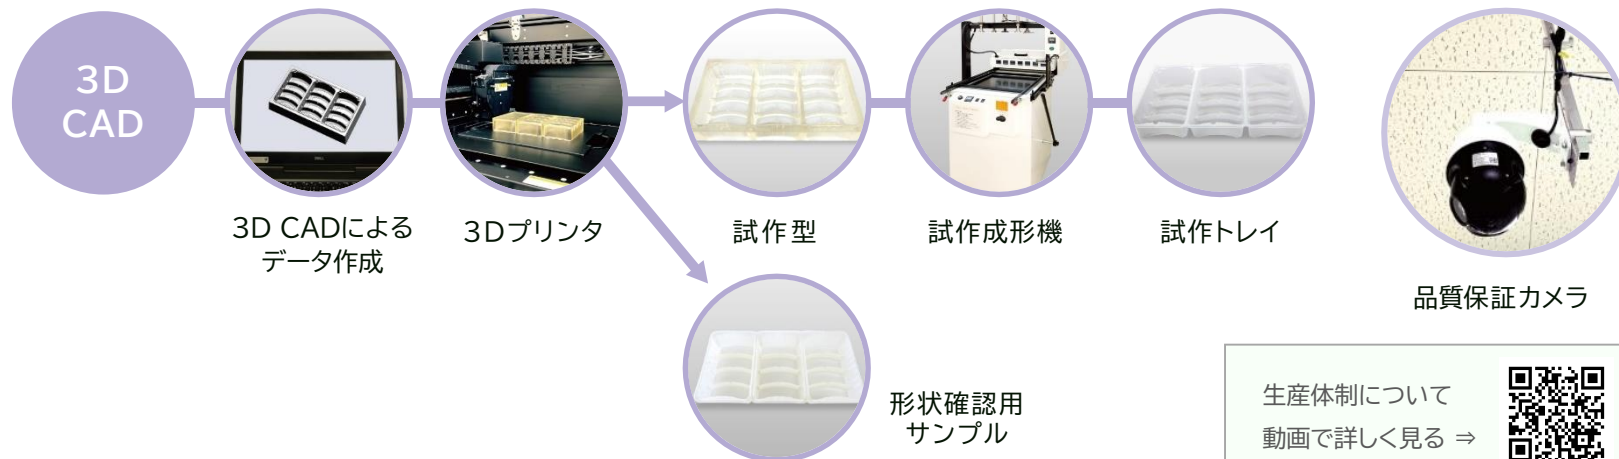 3D
CAD
3D CADによる
データ作成
3Dプリンタ
試作型
試作成形機
試作トレイ
品質保証カメラ
形状確認用
サンプル
生産体制について
動画で詳しく見る ⇒